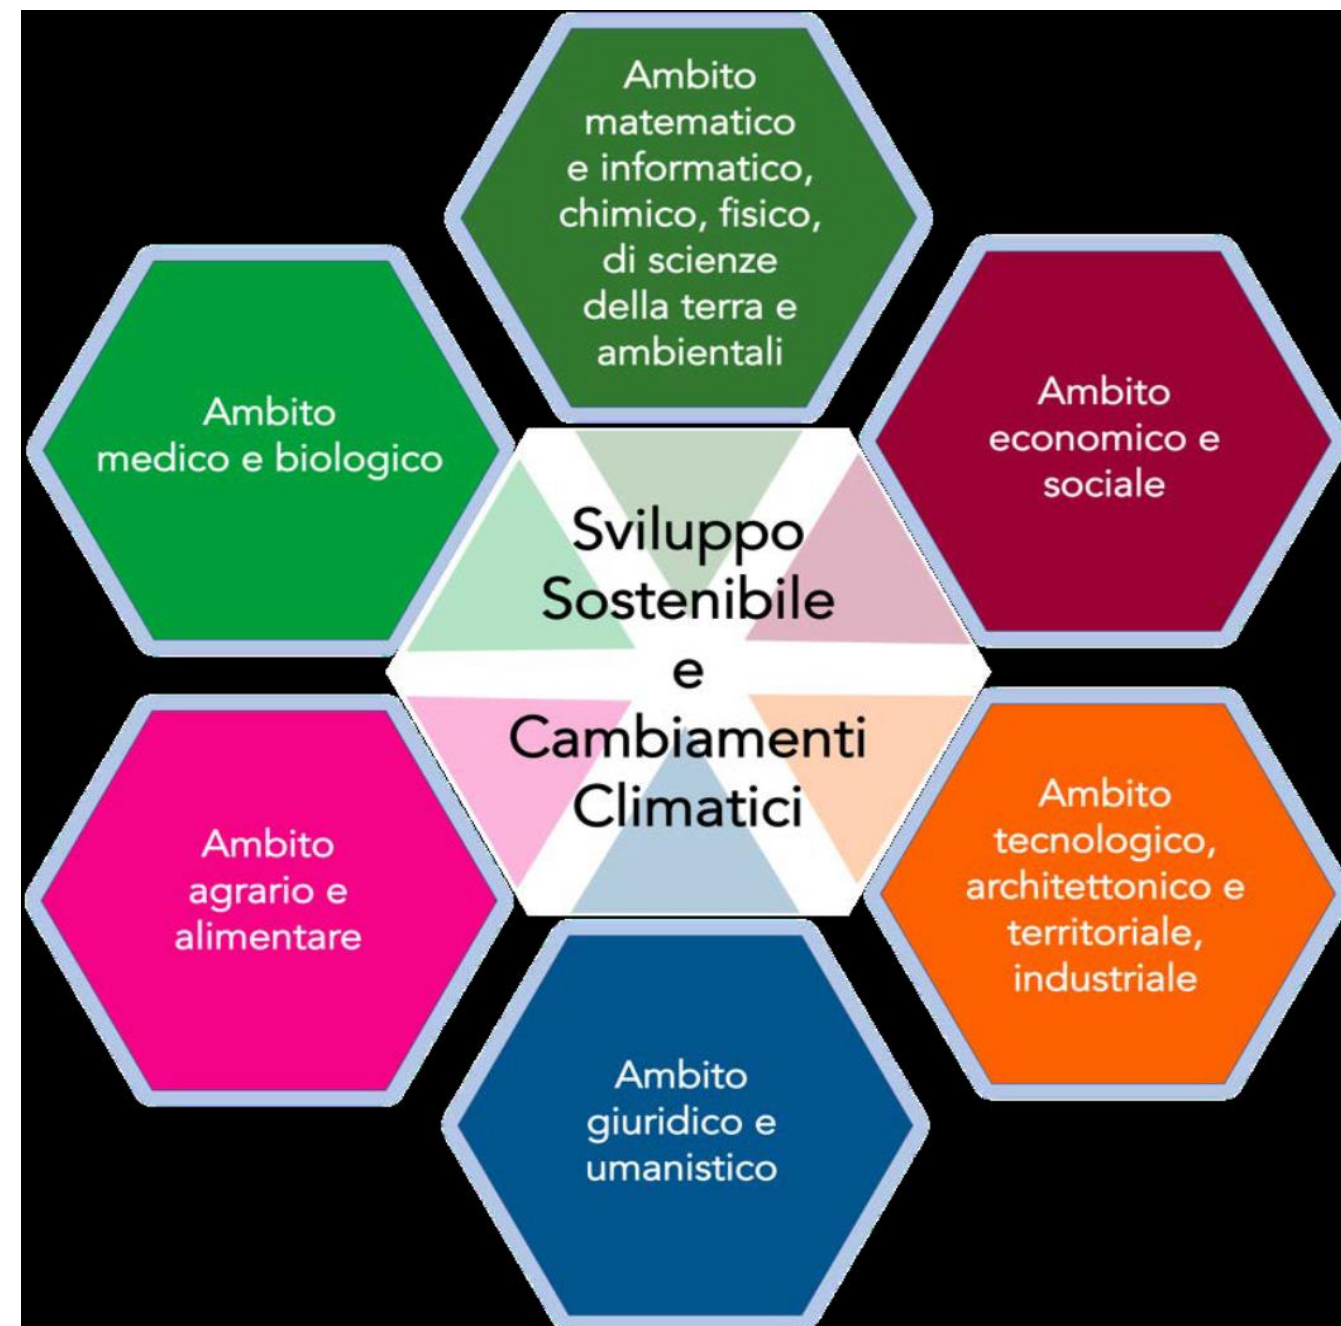 Ambito
matematico
e informatico,
chimico, fisico,
di scienze
della terra e
ambientali
Ambito
economico e
sociale
Ambito
tecnologico,
architettonico e
territoriale,
industriale
Ambito
giuridico e
umanistico
Ambito
agrario e
alimentare
Ambito
medico e biologico
Sviluppo
Sostenibile
e
Cambiamenti
Climatici